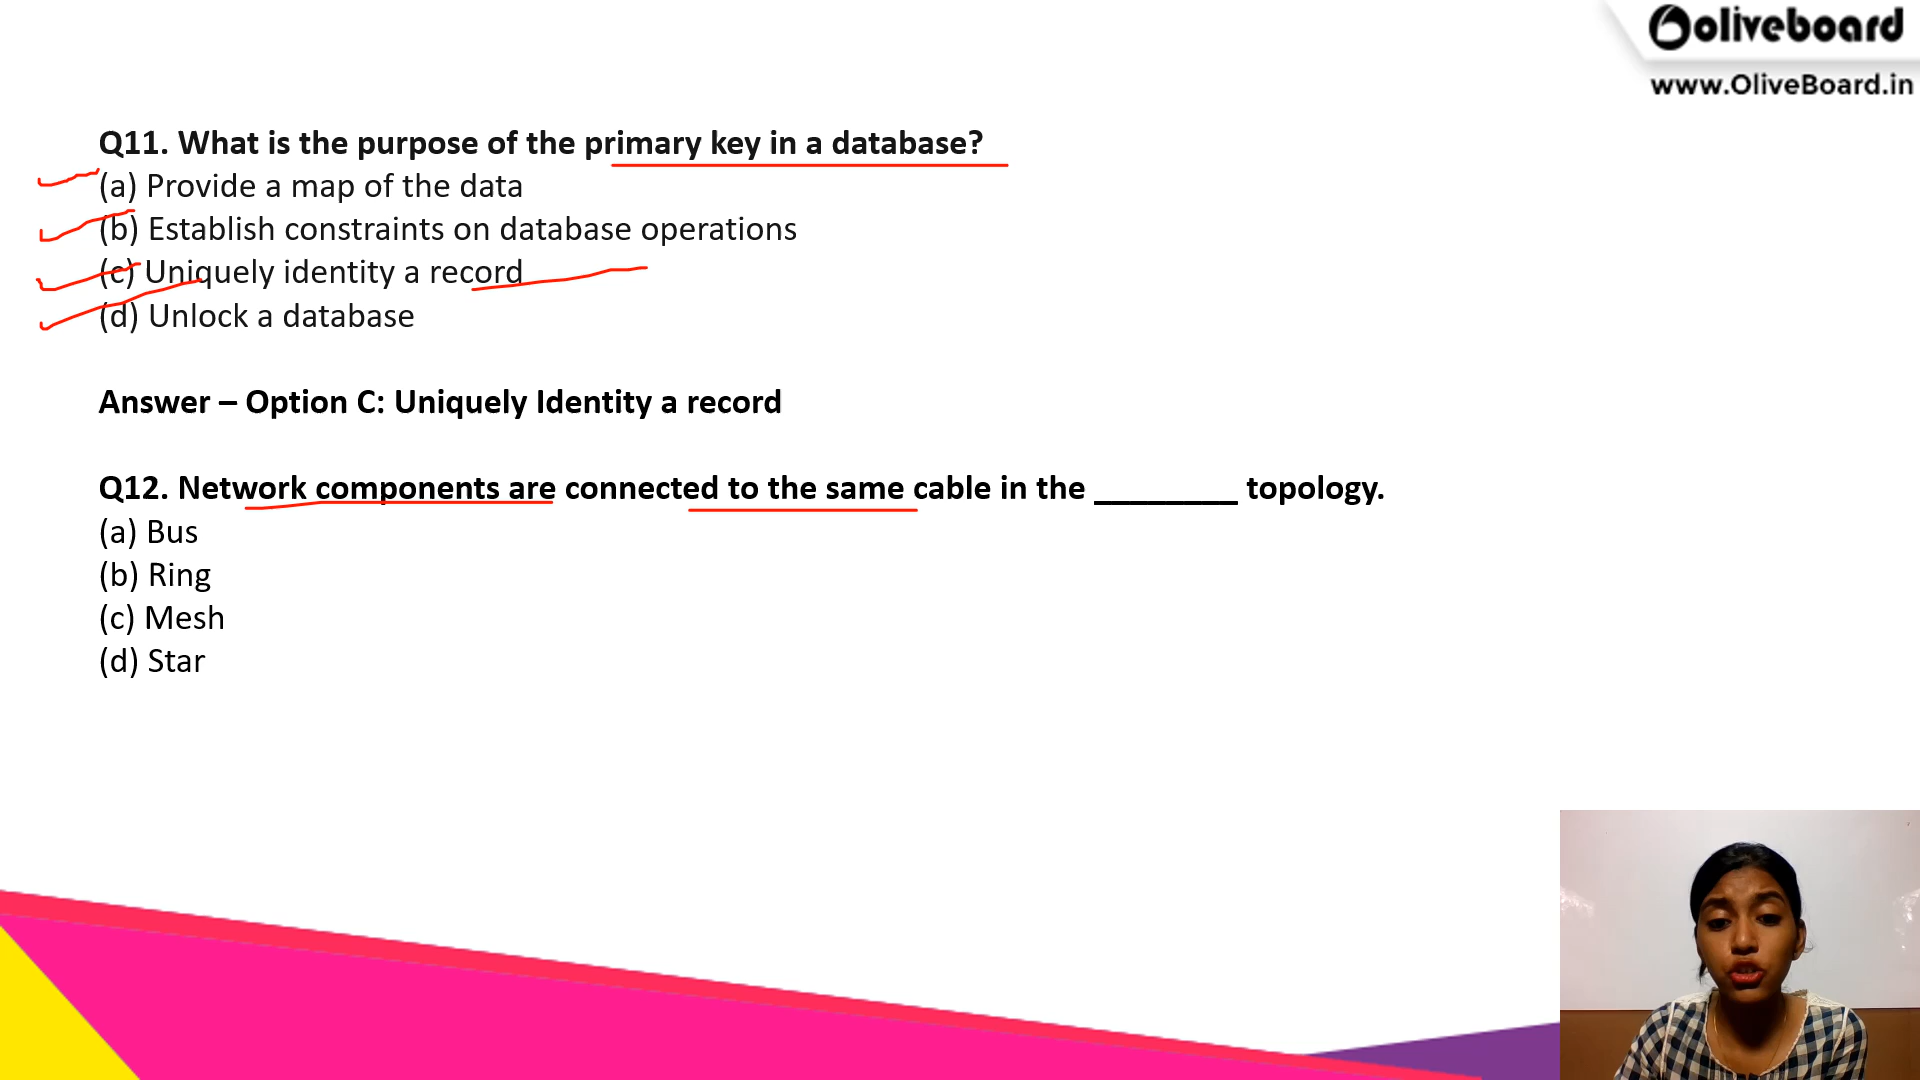 oliveboard
www.OliveBoard.in
Q11. What is the purpose of the primary key in a database?
(a) Provide a map of the data
(b) Establish constraints on database operations
(c) Uniquely identity a record
(d) Unlock a database
Answer – Option C: Uniquely Identity a record
Q12. Network components are connected to the same cable in the ________ topology.
(a) Bus
(b) Ring
(c) Mesh
(d) Star